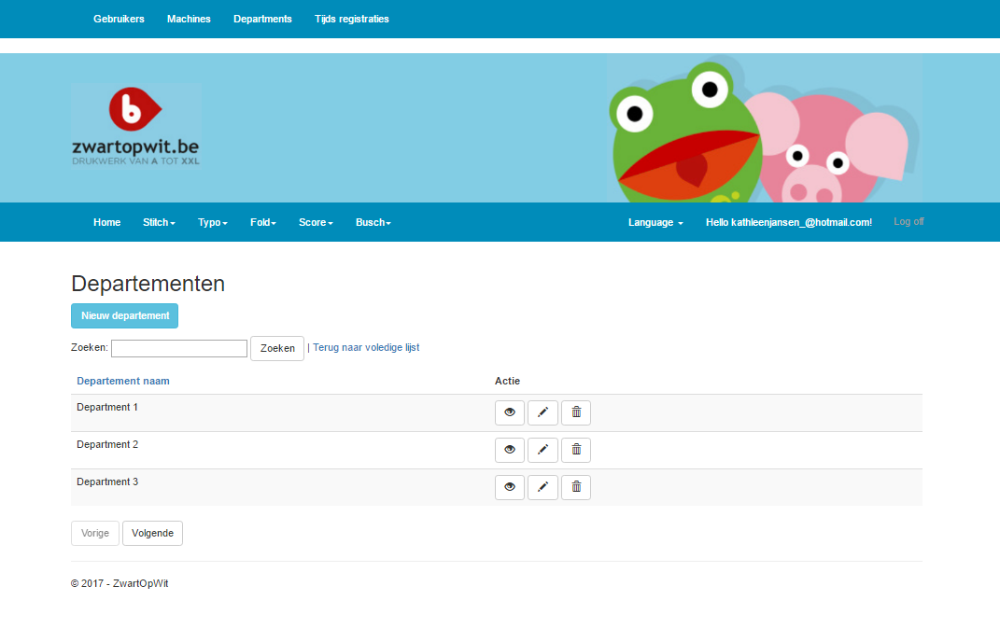 Gebruikers Machines Departments Tijds registraties
b
zwartopwit.be
DRUKWERK VAN A TOT XXL
Home Stitch Typo Fold Score Busch Language Hello kathleenjansen_@hotmail.com! Log off
Departementen
Nieuw departement
Zoeken: Zoeken | Terug naar voledige lijst
Departement naam Actie
Department 1
Department 2
Department 3
Vorige Volgende
© 2017 - ZwartOpWit